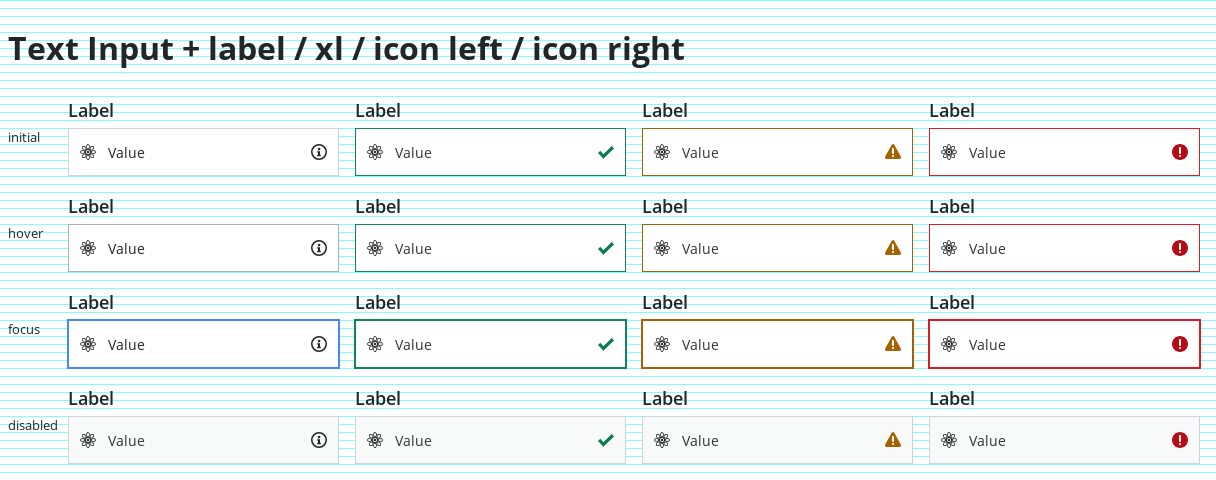 Text Input + label / xl / icon left / icon right
Label Label Label Label
initial Value Value Value Value
Label Label Label Label
hover Value Value Value Value
Label Label Label Label
focus Value Value Value Value
Label Label Label Label
disabled Value Value Value Value